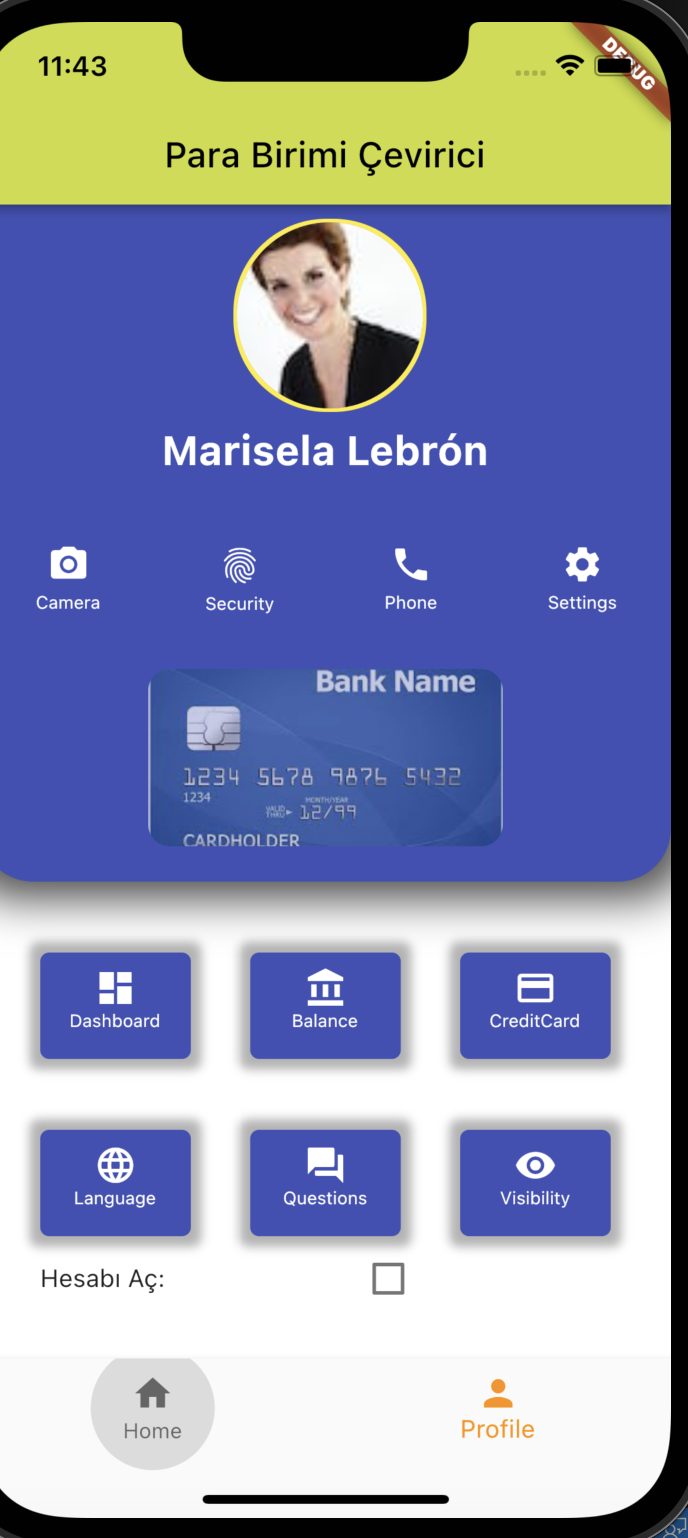 11:43
DEBUG
Para Birimi Çevirici
Marisela Lebrón
Camera Security Phone Settings
Bank Name
1234 5678 9876 5432
1234
MONTH/YEAR
VALID THRU 12/99
CARDHOLDER
Dashboard Balance CreditCard
Language Questions Visibility
Hesabı Aç:
Home Profile